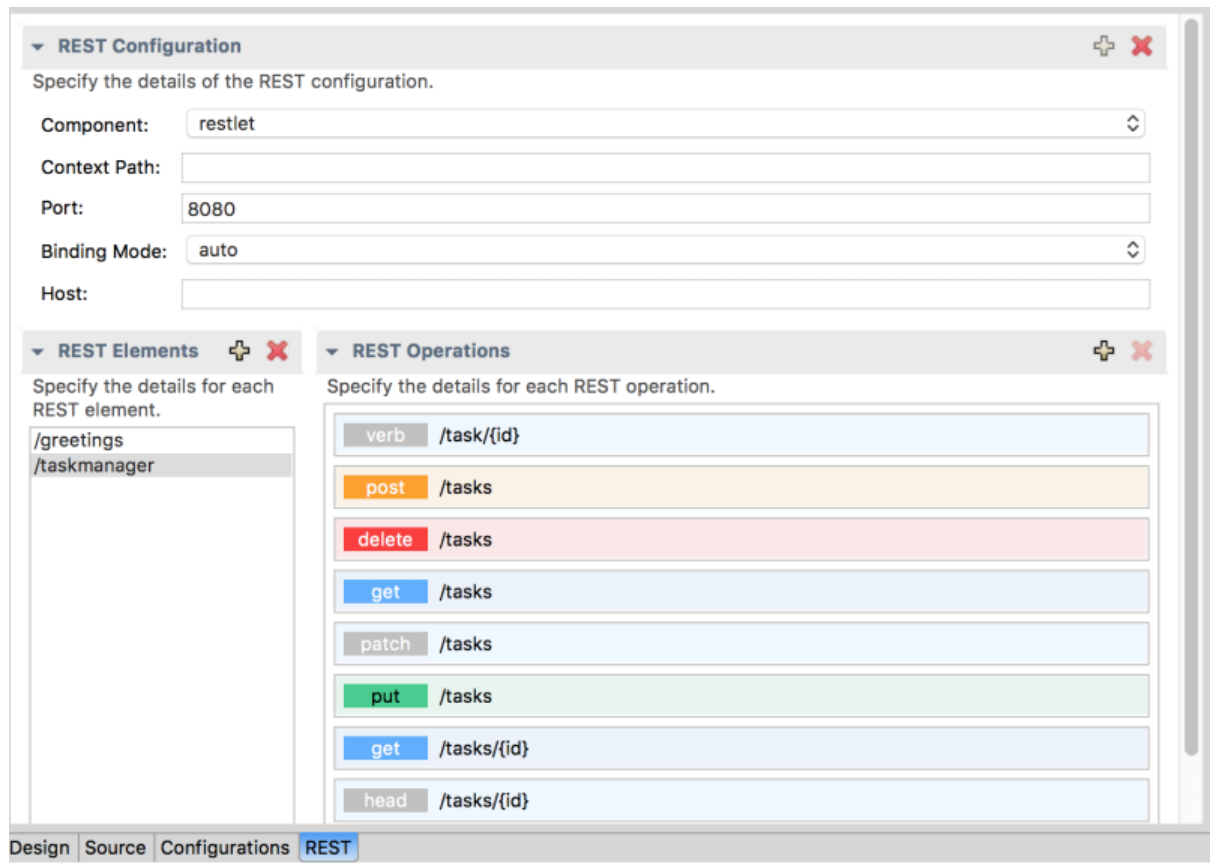 REST Configuration
Specify the details of the REST configuration.
Component: restlet
Context Path:
Port: 8080
Binding Mode: auto
Host:
REST Elements
Specify the details for each
REST element.
/greetings
/taskmanager
REST Operations
Specify the details for each REST operation.
verb /task/{id}
post /tasks
delete /tasks
get /tasks
patch /tasks
put /tasks
get /tasks/{id}
head /tasks/{id}
Design Source Configurations REST